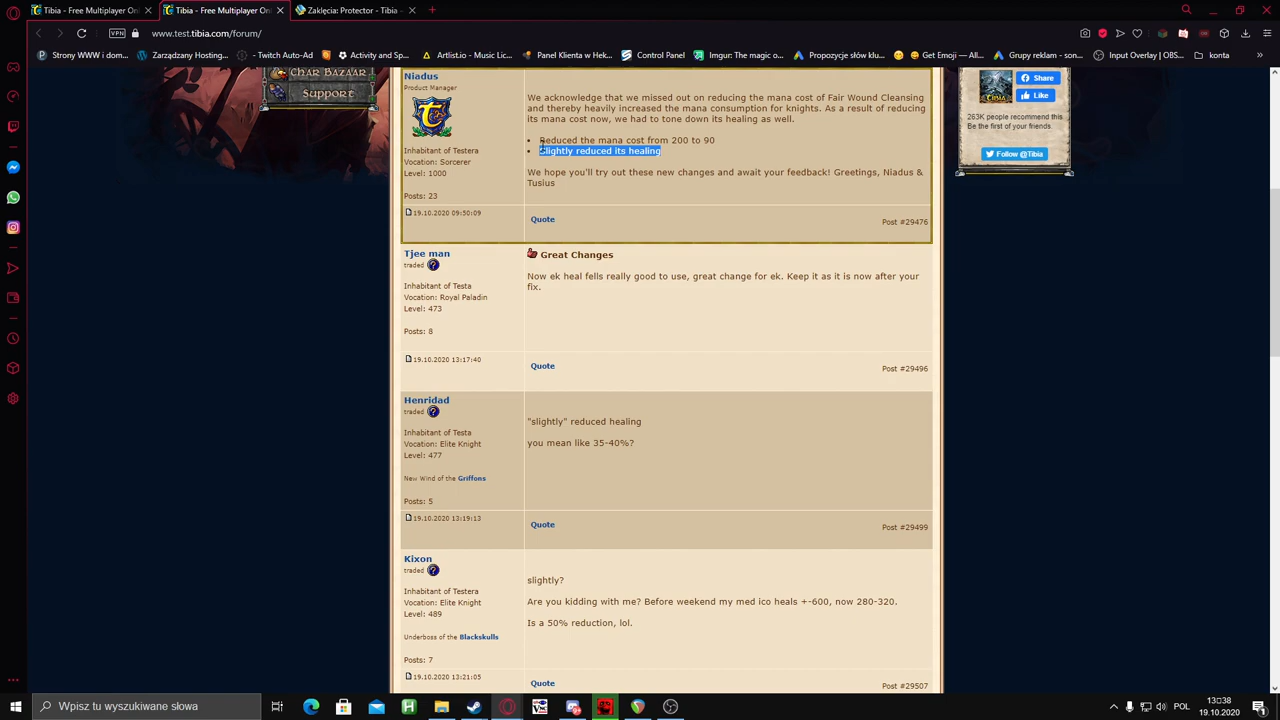 Tibia - Free Multiplayer O
Tibia - Free Multiplayer O
Zaklęcia: Tibia
VPN
www.test.tibia.com/forum/
Strony WWW i dome...
Zarządzany Hosting...
- Twitch Auto-Ad
Activity and Sp...
Artlist - Music Lic...
Premium Overlays...
Control Panel
Imgur: The magic o...
Propozycje słów...
Get Emoji — All...
Grupy reklam - son...
Input Overlay | OBS...
konta
CHAR BAZAAR
SUPPORT
Niadus
Product Manager
Inhabitant of Testera
Vocation: Sorcerer
Level: 1000
Posts: 23
We acknowledge that we missed out on reducing the mana cost of Fair Wound Cleansing
and thereby heavily increased the mana consumption for knights. As a result of reducing
its mana cost now, we had to tone down its healing as well.
• Reduced the mana cost from 200 to 90
• Slightly reduced its healing
We hope you'll try out these new changes and await your feedback! Greetings, Niadus &
Tusius
19.10.2020 09:50:09
Quote
Post #29476
Tjee man
traded
Inhabitant of Testa
Vocation: Royal Paladin
Level: 473
Posts: 8
Great Changes
Now ek heal fells really good to use, great change for ek. Keep it as it is now after your
fix.
19.10.2020 13:17:40
Quote
Post #29496
Henridad
traded
Inhabitant of Testa
Vocation: Elite Knight
Level: 477
New Wind of the Griffons
Posts: 5
"slightly" reduced healing
you mean like 35-40%?
19.10.2020 13:19:13
Quote
Post #29499
Kixon
traded
Inhabitant of Testera
Vocation: Elite Knight
Level: 489
Underboss of the Blackskulls
Posts: 7
slightly?
Are you kidding with me? Before weekend my med ico heals +-600, now 280-320.
Is a 50% reduction, lol.
19.10.2020 13:21:05
Quote
Post #29507
Share
Like
263K people recommend this.
Be the first of your friends.
Follow @Tibia
Wpisz tu wyszukiwane słowa
POL
13:38
19.10.2020